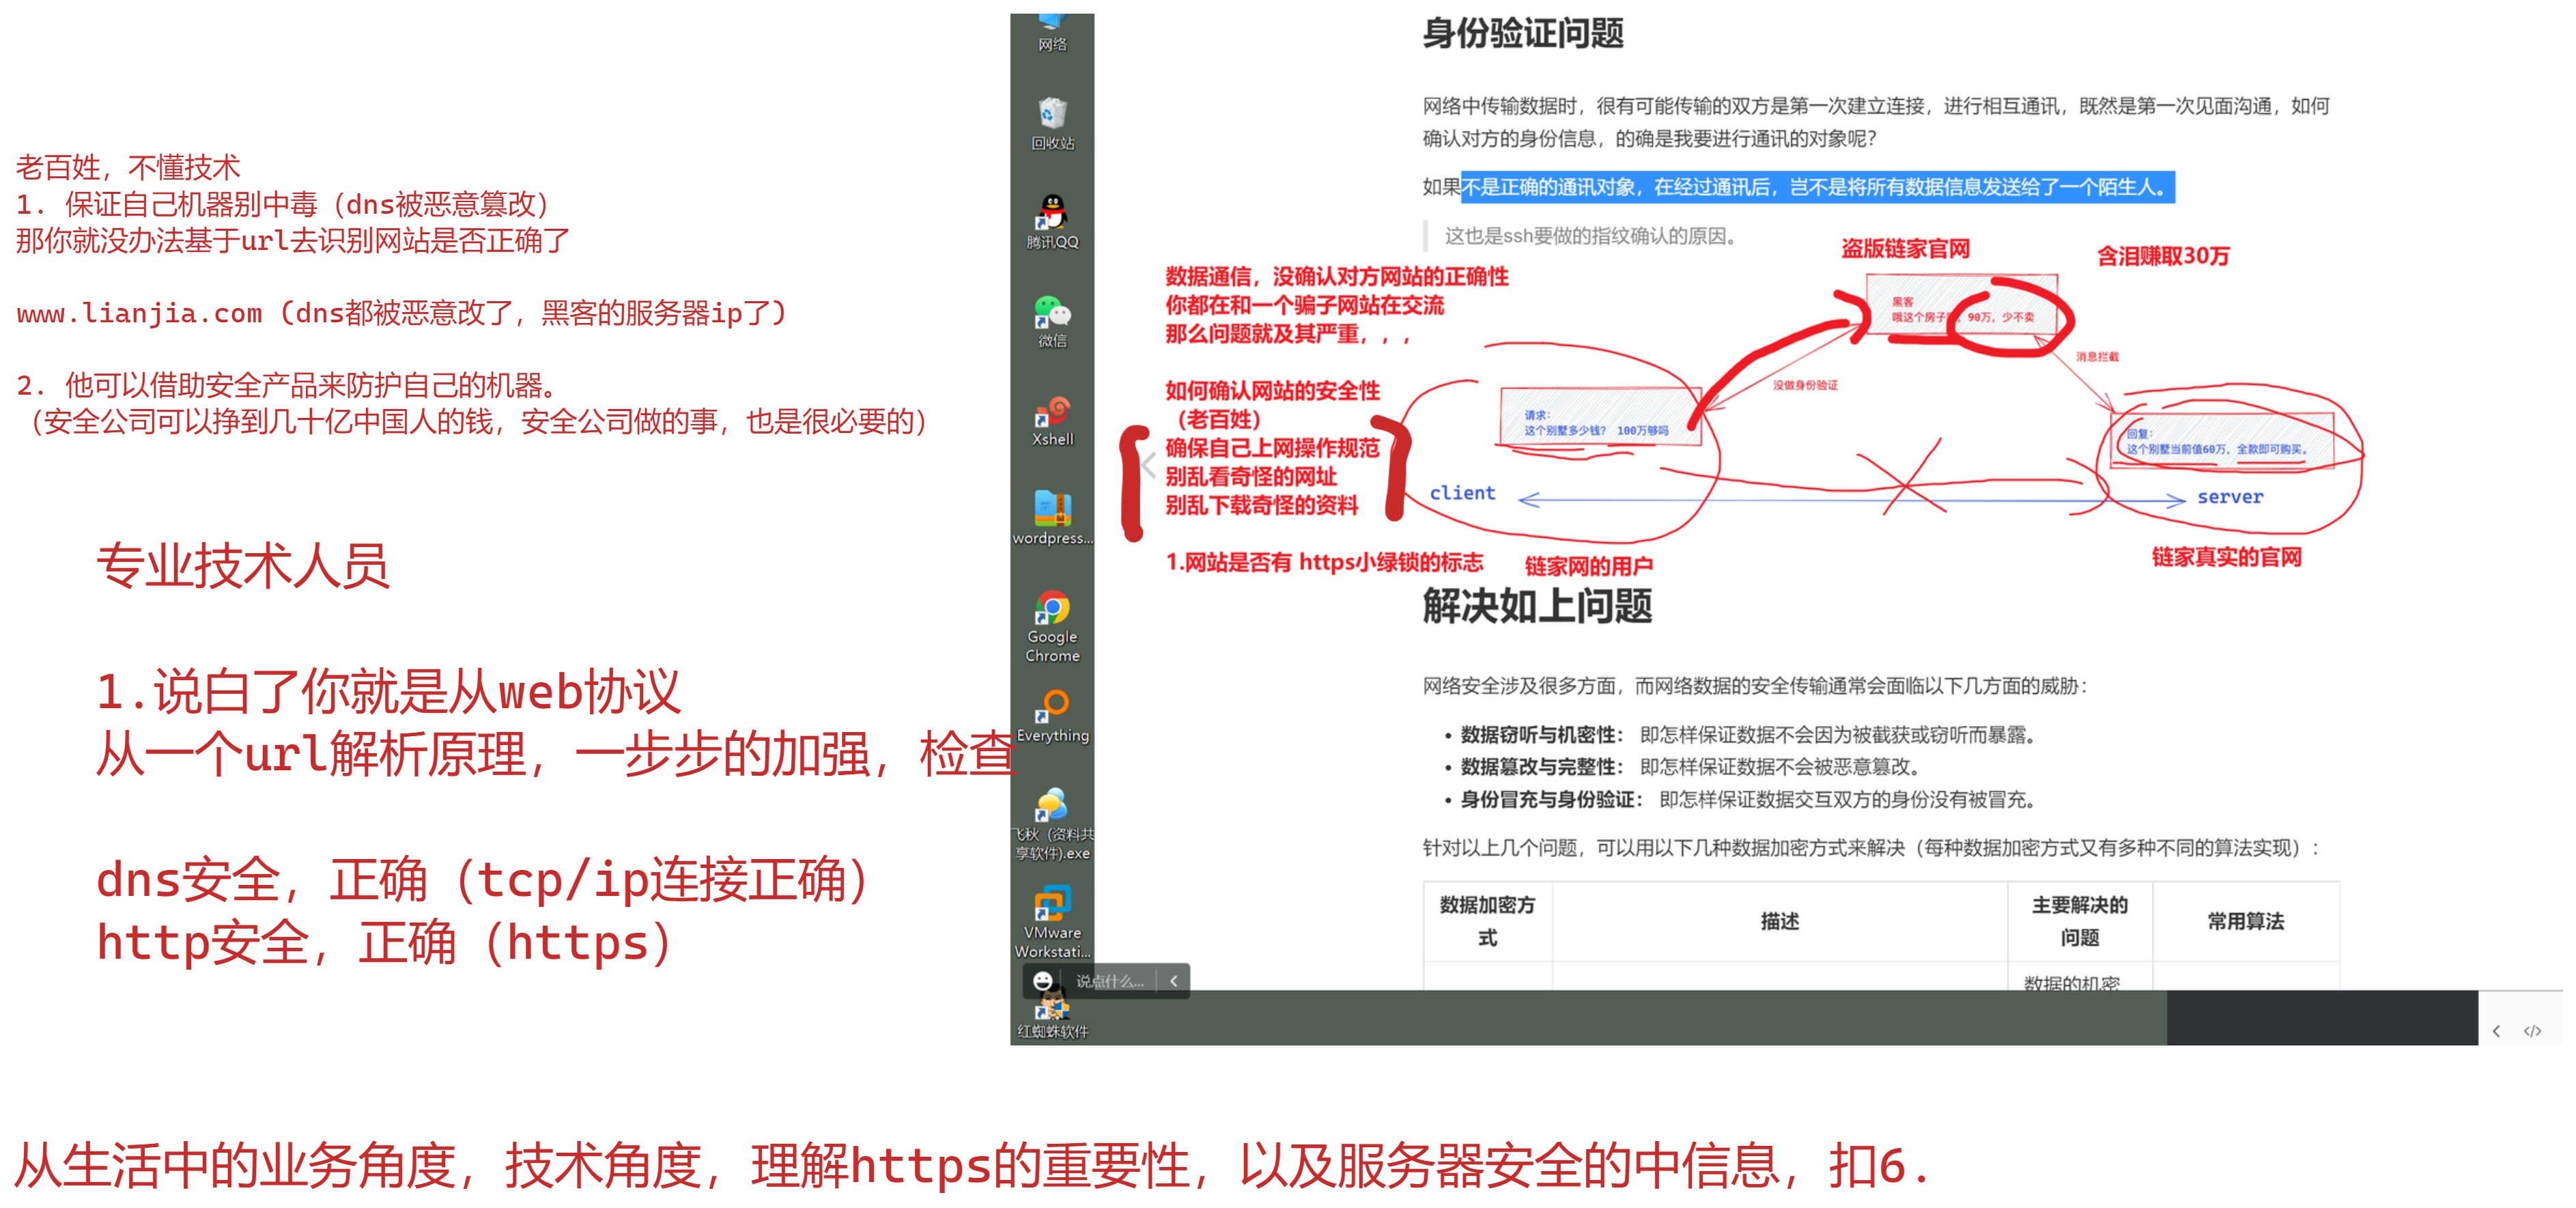 老百姓，不懂技术
1. 保证自己机器别中毒（dns被恶意篡改）
那你就没办法基于url去识别网站是否正确了
www.lianjia.com (dns都被恶意改了，黑客的服务器ip了)
2. 他可以借助安全产品来防护自己的机器。
（安全公司可以挣到几十亿中国人的钱，安全公司做的事，也是很必要的）
专业技术人员
1.说白了你就是从web协议
从一个url解析原理，一步步的加强，检查
dns安全，正确（tcp/ip连接正确）
http安全，正确（https）
网络
回收站
腾讯QQ
微信
Xshell
wordpress...
Google
Chrome
Everything
飞秋（资料共
享软件).exe
VMware
Workstati...
说点什么...
红蜘蛛软件
身份验证问题
网络中传输数据时，很有可能传输的双方是第一次建立连接，进行相互通讯，既然是第一次见面沟通，如何
确认对方的身份信息，的确是我要进行通讯的对象呢？
如果不是正确的通讯对象，在经过通讯后，岂不是将所有数据信息发送给了一个陌生人。
这也是ssh要做的指纹确认的原因。
盗版链家官网
含泪赚取30万
数据通信，没确认对方网站的正确性
你都在和一个骗子网站在交流
那么问题就及其严重，，，
黑客
哦这个房子 90万，少不卖
消息拦截
没做身份验证
如何确认网站的安全性
（老百姓）
确保自己上网操作规范
别乱看奇怪的网址
别乱下载奇怪的资料
请求：
这个别墅多少钱？ 100万够吗
回复：
这个别墅当前值60万，全款即可购买。
client
server
1.网站是否有 https小绿锁的标志
链家网的用户
链家真实的官网
解决如上问题
网络安全涉及很多方面，而网络数据的安全传输通常会面临以下几方面的威胁：
• 数据窃听与机密性： 即怎样保证数据不会因为被截获或窃听而暴露。
• 数据篡改与完整性： 即怎样保证数据不会被恶意篡改。
• 身份冒充与身份验证： 即怎样保证数据交互双方的身份没有被冒充。
针对以上几个问题，可以用以下几种数据加密方式来解决（每种数据加密方式又有多种不同的算法实现）：
数据加密方
式
描述
主要解决的
问题
常用算法
数据的机密
从生活中的业务角度，技术角度，理解https的重要性，以及服务器安全的中信息，扣6.